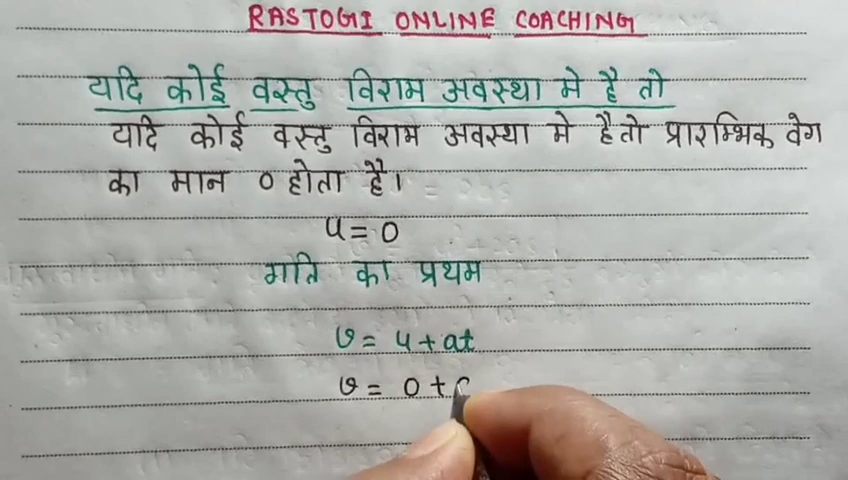 RASTOGI ONLINE COACHING
यदि कोई वस्तु विराम अवस्था मे है तो
यदि कोई वस्तु विराम अवस्था मे है तो प्रारम्भिक वेग
का मान 0 होता है।
u = 0
गति का प्रथम
v = u + at
v = 0 +